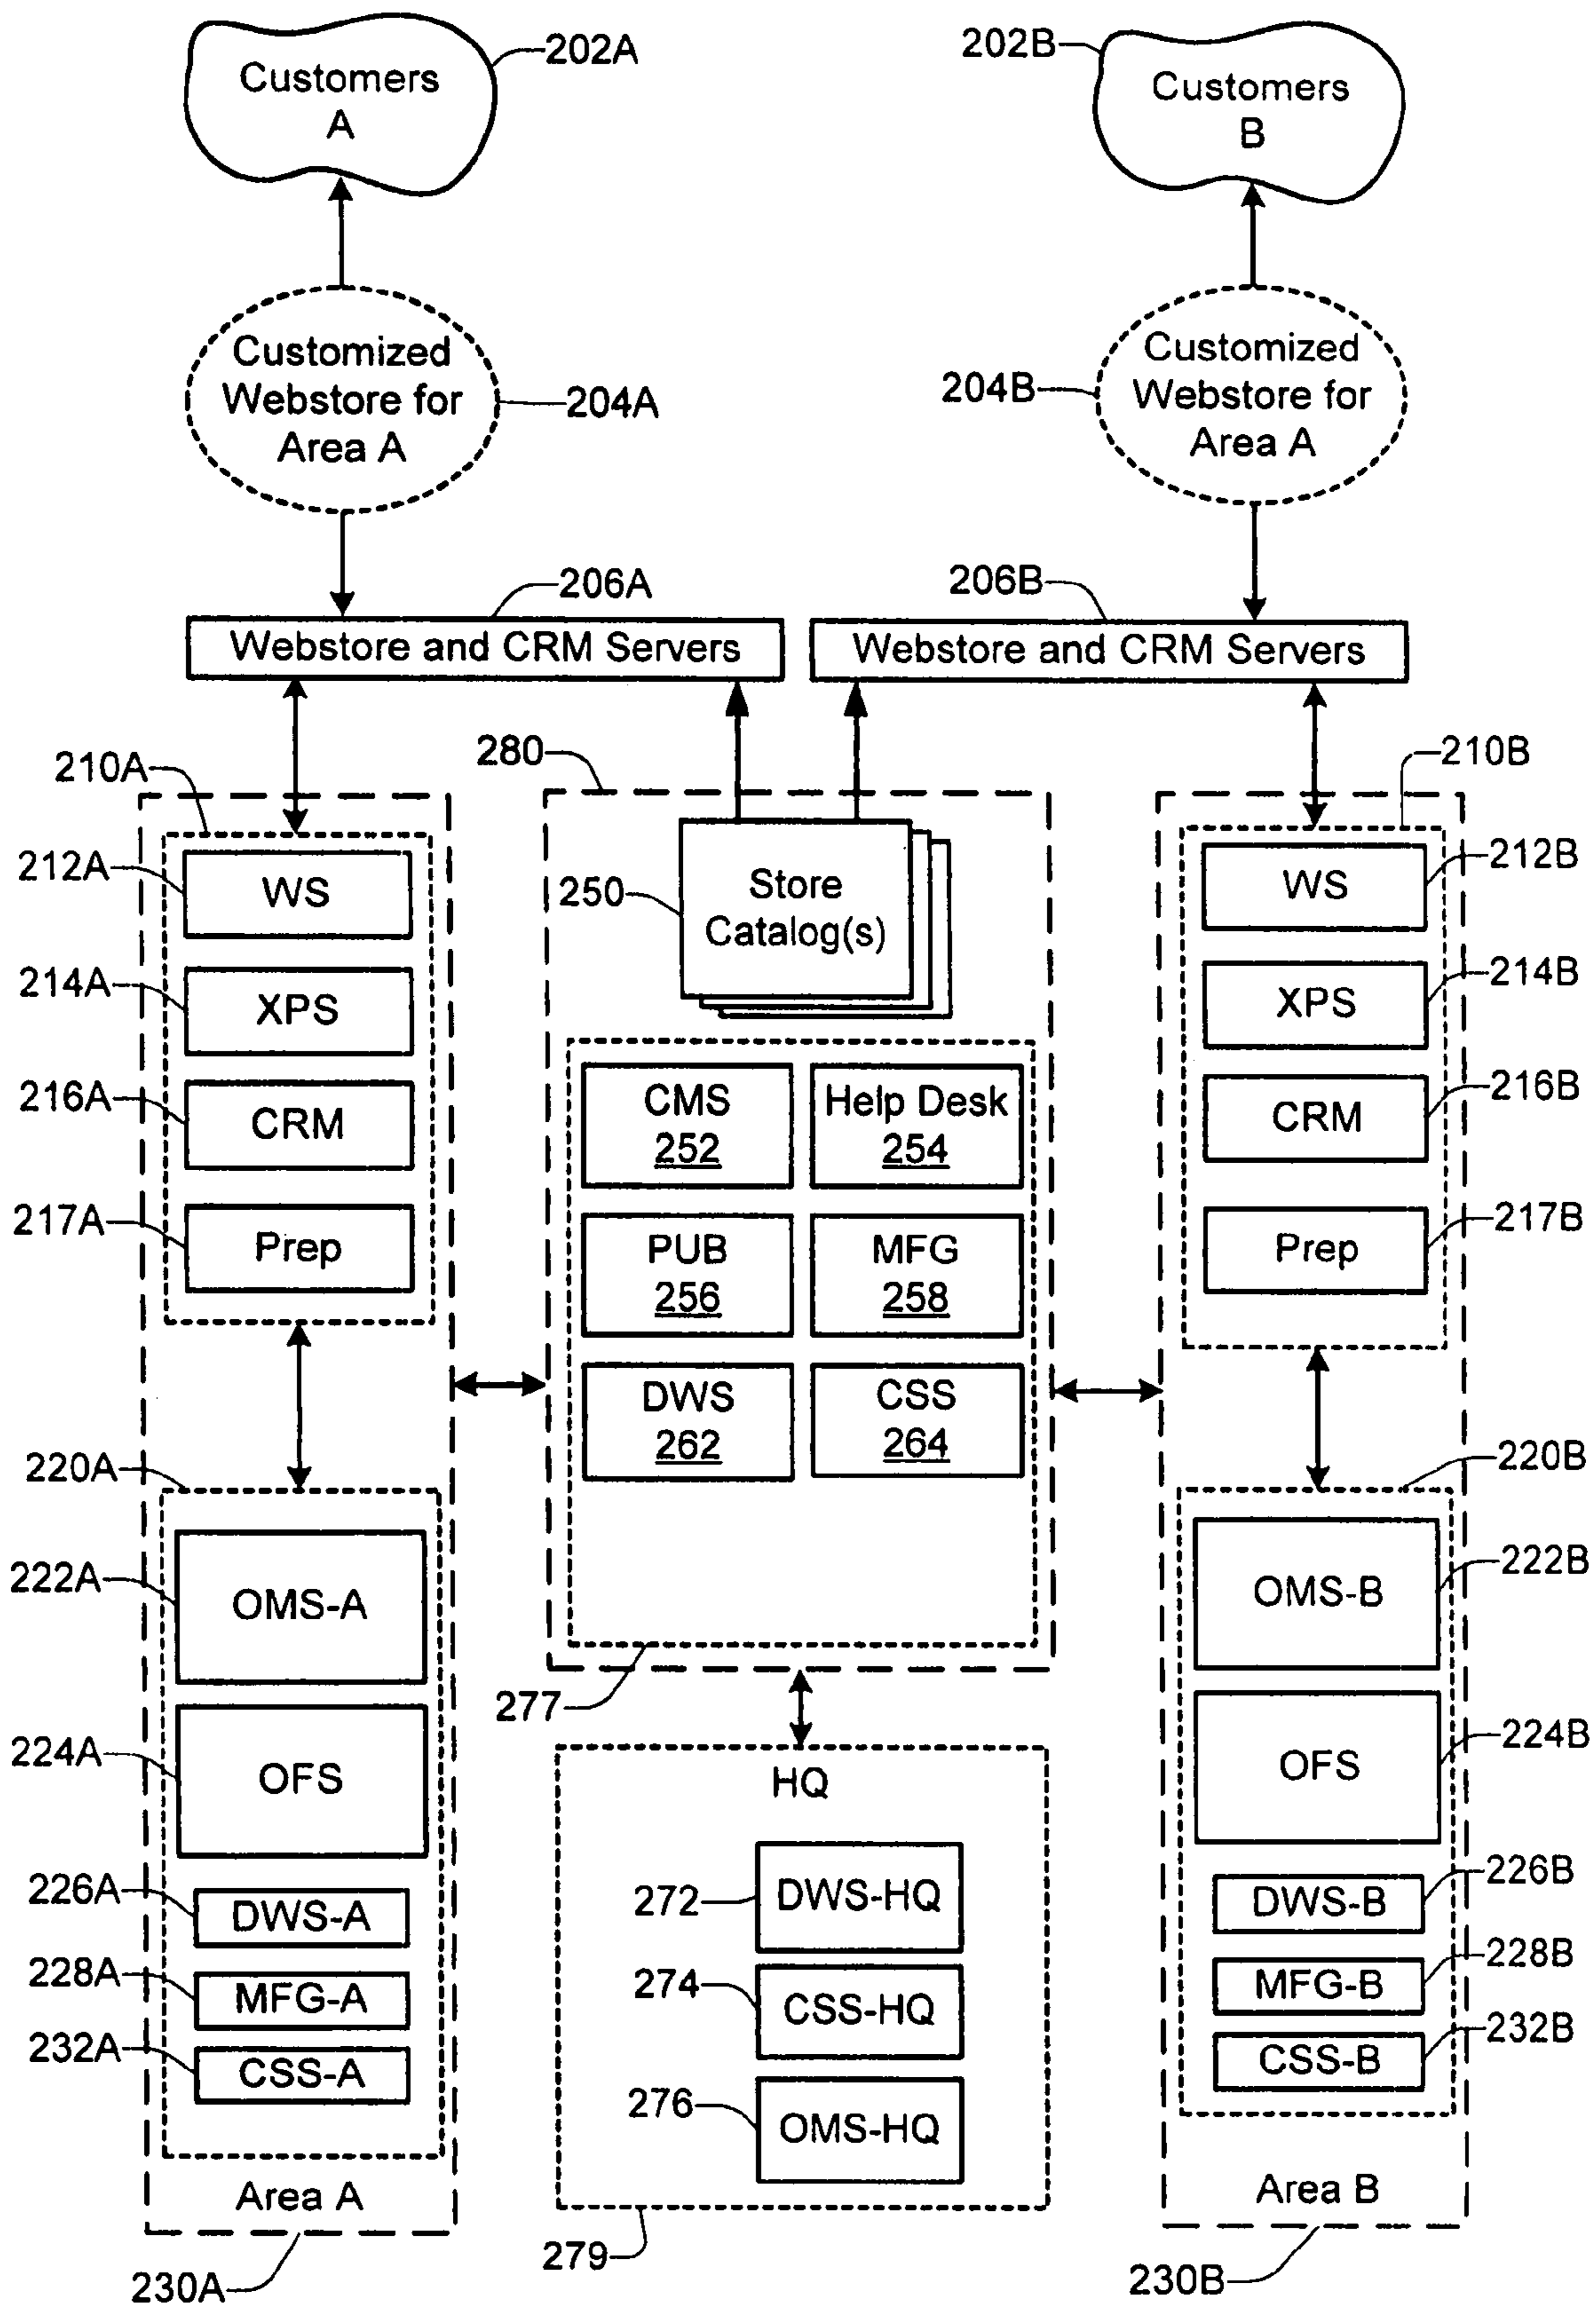 Customers
A
202A
202B
Customers
B
Customized
Webstore for
Area A
204A
204B
Customized
Webstore for
Area A
206A
206B
Webstore and CRM Servers
Webstore and CRM Servers
210A
280
210B
212A
WS
250
Store
Catalog(s)
WS
212B
214A
XPS
XPS
214B
216A
CRM
CMS
252
Help Desk
254
CRM
216B
217A
Prep
PUB
256
MFG
258
Prep
217B
DWS
262
CSS
264
220A
220B
222A
OMS-A
OMS-B
222B
277
224A
OFS
OFS
224B
HQ
226A
DWS-A
272
DWS-HQ
DWS-B
226B
228A
MFG-A
274
CSS-HQ
MFG-B
228B
232A
CSS-A
276
OMS-HQ
CSS-B
232B
Area A
Area B
230A
279
230B